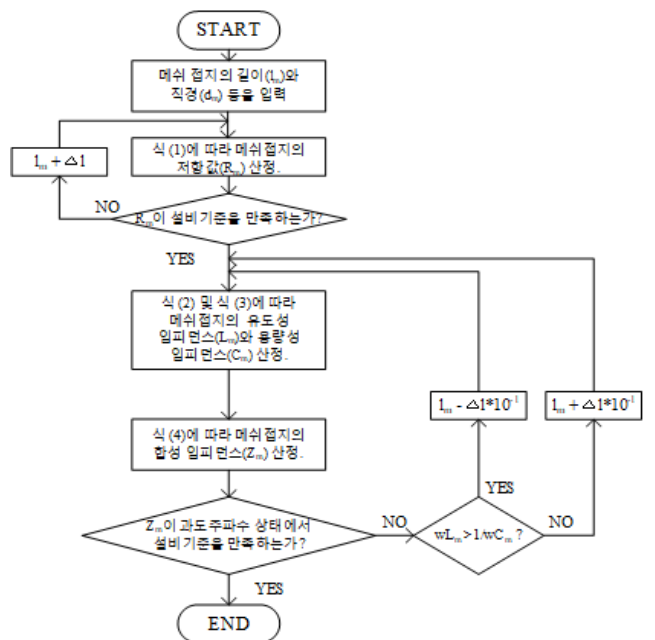 START
메쉬 접지의 길이(lm)와
직경(dm) 등을 입력
식 (1)에 따라 메쉬접지의
저항값(Rm) 산정.
lm + △1
NO
Rm이 설비기준을 만족하는가?
YES
식 (2) 및 식 (3)에 따라
메쉬접지의 유도성
임피던스(Lm)와 용량성
임피던스(Cm) 산정.
lm - △1*10-1
lm + △1*10-1
식 (4)에 따라 메쉬접지의
합성 임피던스(Zm) 산정.
YES
Zm이 과도주파수 상태에서
설비기준을 만족하는가?
NO
wLm>1/wCm ?
NO
YES
END